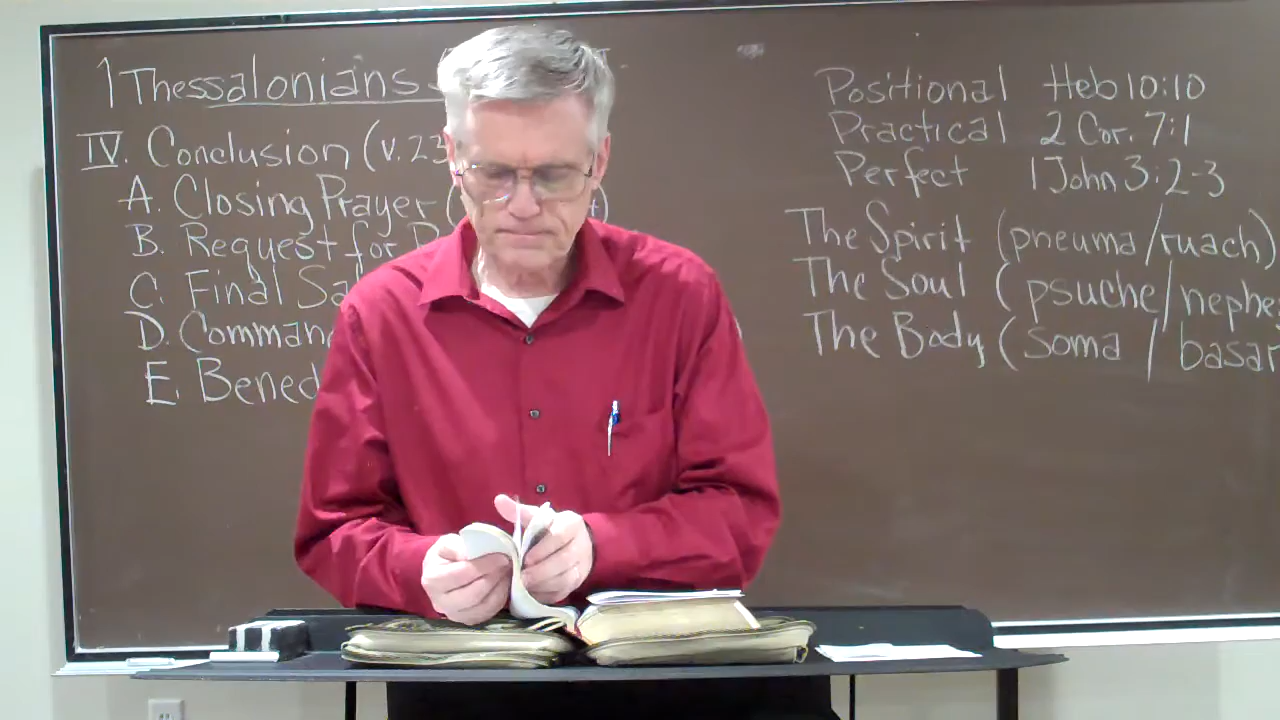 1 Thessalonians
IV. Conclusion (v. 23
A. Closing Prayer (
B. Request for
C. Final
D. Comman
E. Bened
Positional Heb 10:10
Practical 2 Cor. 7:1
Perfect 1 John 3:2-3
The Spirit (pneuma/ruach)
The Soul (psuche/nephe
The Body (soma / basar